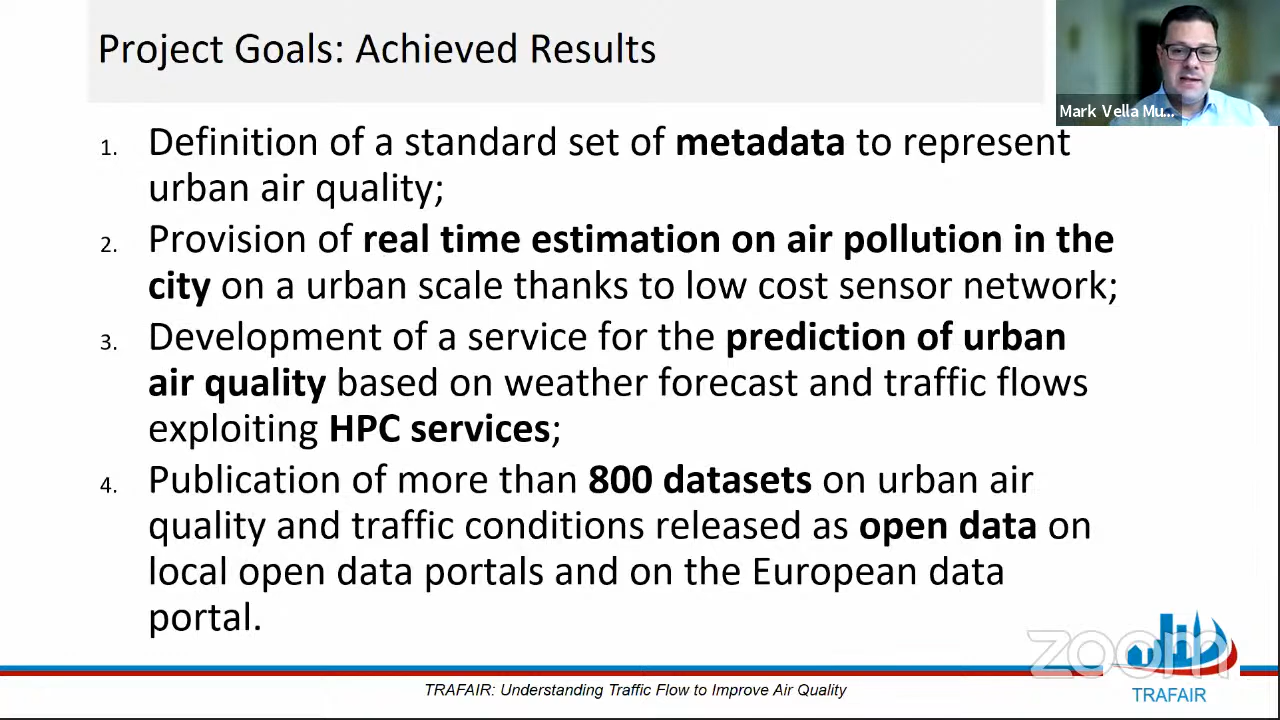 Project Goals: Achieved Results
Mark Vella Mu...
1. Definition of a standard set of metadata to represent
urban air quality;
2. Provision of real time estimation on air pollution in the
city on a urban scale thanks to low cost sensor network;
3. Development of a service for the prediction of urban
air quality based on weather forecast and traffic flows
exploiting HPC services;
4. Publication of more than 800 datasets on urban air
quality and traffic conditions released as open data on
local open data portals and on the European data
portal.
zoom
TRAFAIR: Understanding Traffic Flow to Improve Air Quality
TRAFAIR